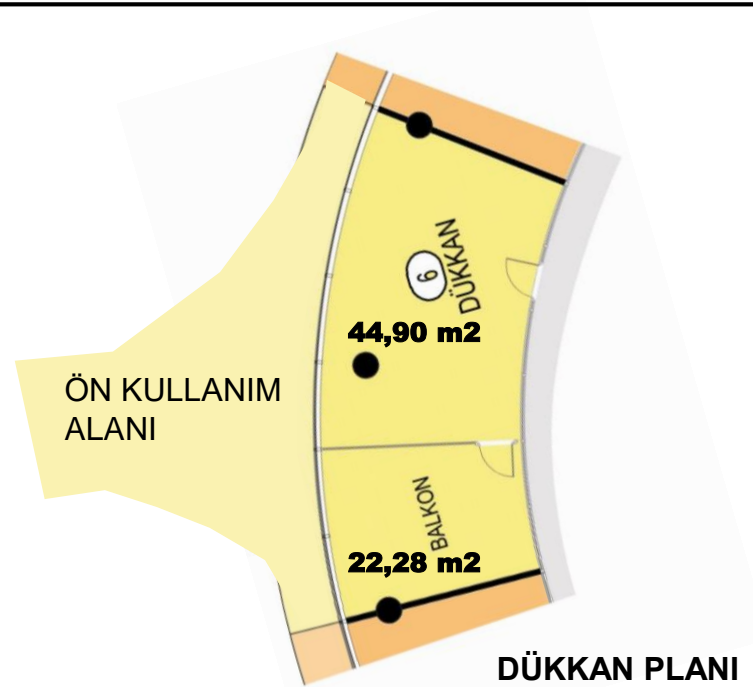 6
DÜKKAN
44,90 m2
ÖN KULLANIM
ALANI
BALKON
22,28 m2
DÜKKAN PLANI